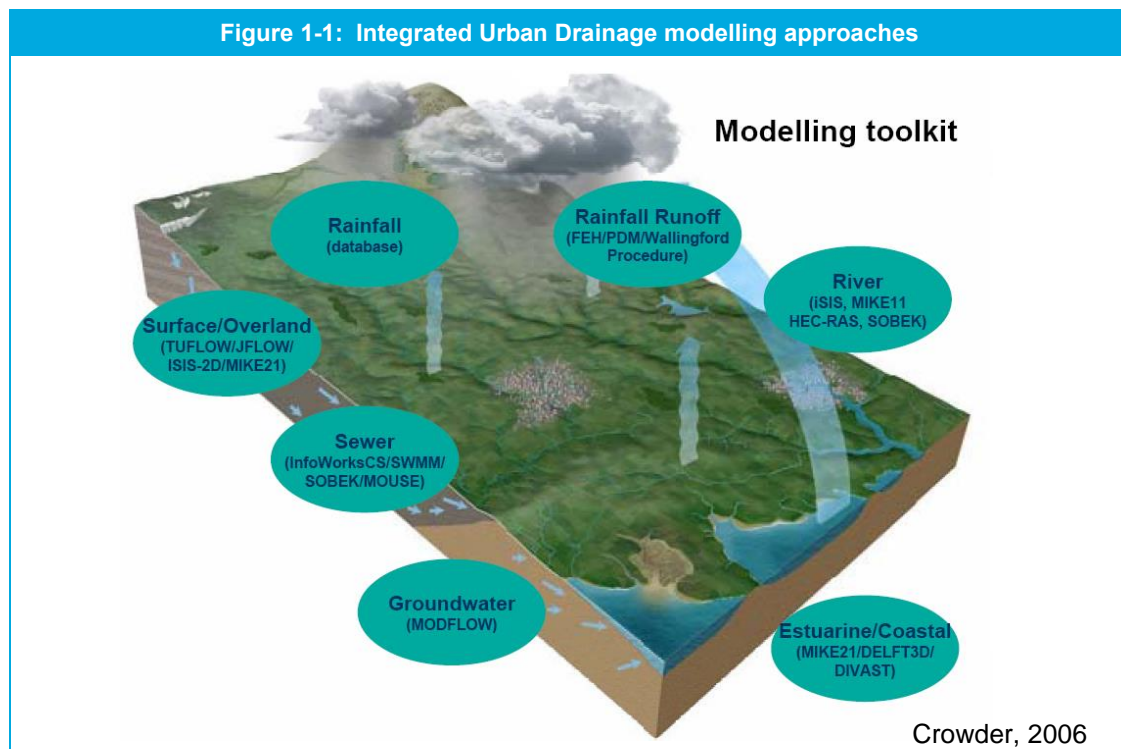 Figure 1-1: Integrated Urban Drainage modelling approaches
Modelling toolkit
Rainfall
(database)
Rainfall Runoff
(FEH/PDM/Wallingford
Procedure)
River
(iSIS, MIKE11
HEC-RAS, SOBEK)
Surface/Overland
(TUFLOW/JFLOW/
ISIS-2D/MIKE21)
Sewer
(InfoWorksCS/SWMM/
SOBEK/MOUSE)
Groundwater
(MODFLOW)
Estuarine/Coastal
(MIKE21/DELFT3D/
DIVAST)
Crowder, 2006